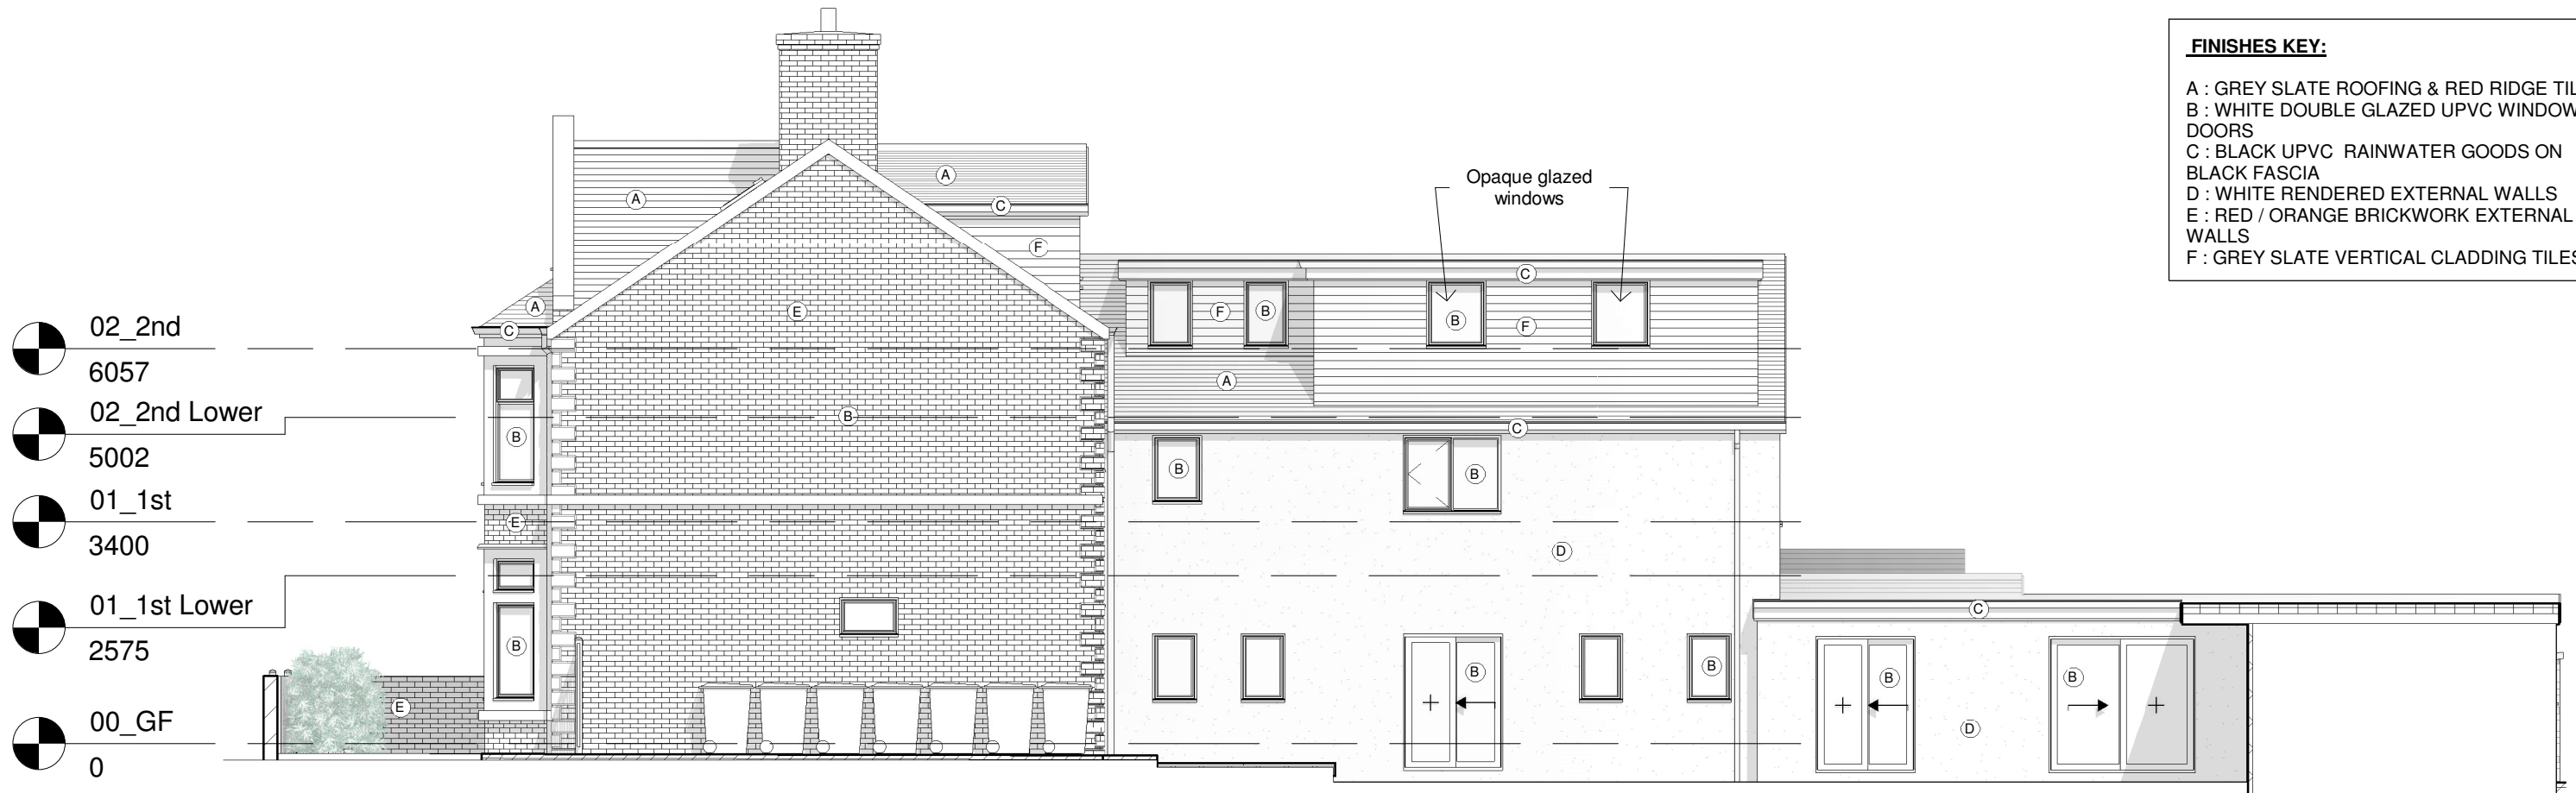 FINISHES KEY:
A : GREY SLATE ROOFING & RED RIDGE TIL
B : WHITE DOUBLE GLAZED UPVC WINDOW
DOORS
C : BLACK UPVC RAINWATER GOODS ON
BLACK FASCIA
D : WHITE RENDERED EXTERNAL WALLS
E : RED / ORANGE BRICKWORK EXTERNAL
WALLS
F : GREY SLATE VERTICAL CLADDING TILES
Opaque glazed
windows
A
A
C
F
A
C
E
C
F
B
B
F
A
02_2nd
6057
02_2nd Lower
5002
01_1st
3400
01_1st Lower
2575
00_GF
0
B
B
C
B
B
E
D
C
B
B
B
B
B
E
D